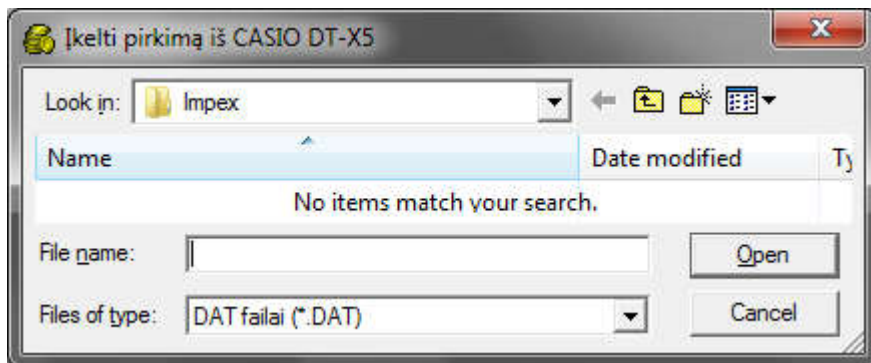 Įkelti pirkimą iš CASIO DT-X5
Look in: Impex
Name Date modified Ty
No items match your search.
File name: Open
Files of type: DAT failai (*.DAT) Cancel